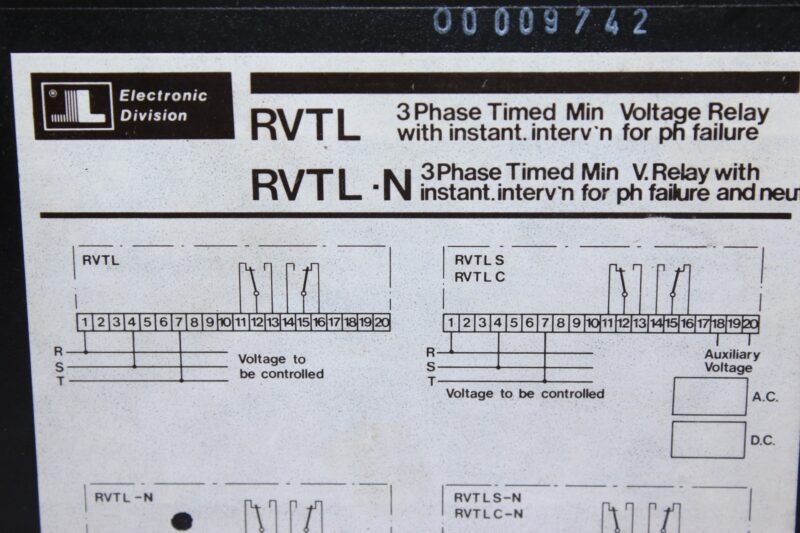 00009742
Electronic
Division
RVTL 3 Phase Timed Min Voltage Relay
with instant. interv'n for ph failure
RVTL ·N 3 Phase Timed Min V. Relay with
instant. interv'n for ph failure and neu
RVTL
1 2 3 4 5 6 7 8 9 10 11 12 13 14 15 16 17 18 19 20
R
S
T
Voltage to
be controlled
RVTL S
RVTL C
1 2 3 4 5 6 7 8 9 10 11 12 13 14 15 16 17 18 19 20
R
S
T
Voltage to be controlled
Auxiliary
Voltage
A.C.
D.C.
RVTL -N
RVTL S-N
RVTL C-N